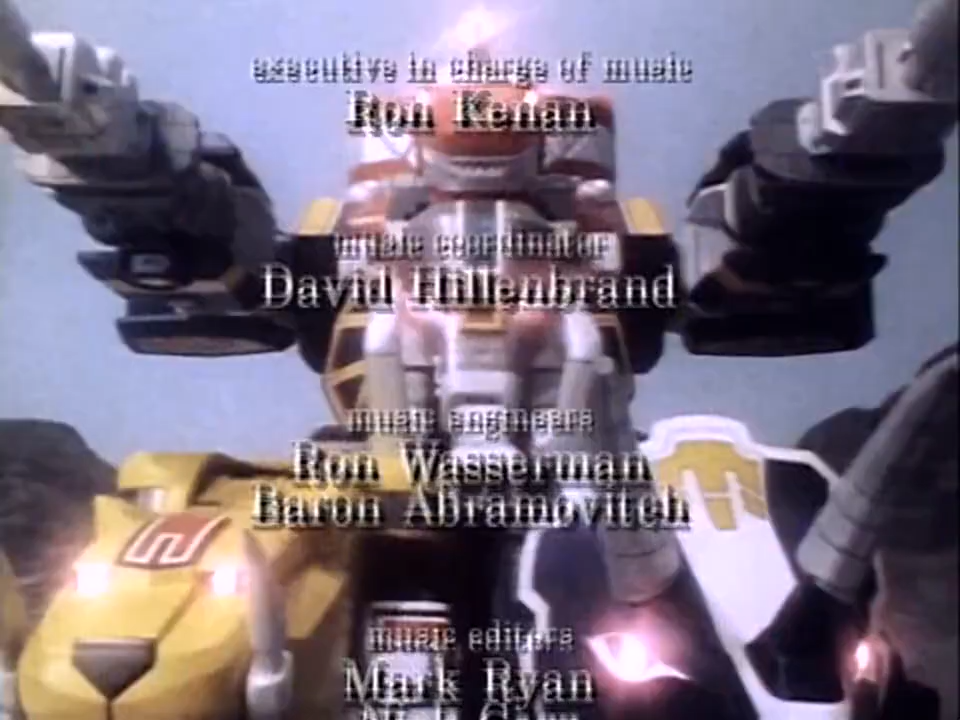 executive in charge of music
Ron Kenan
music coordinator
David Hillenbrand
music engineers
Ron Wasserman
Baron Abramovitch
music editors
Mark Ryan